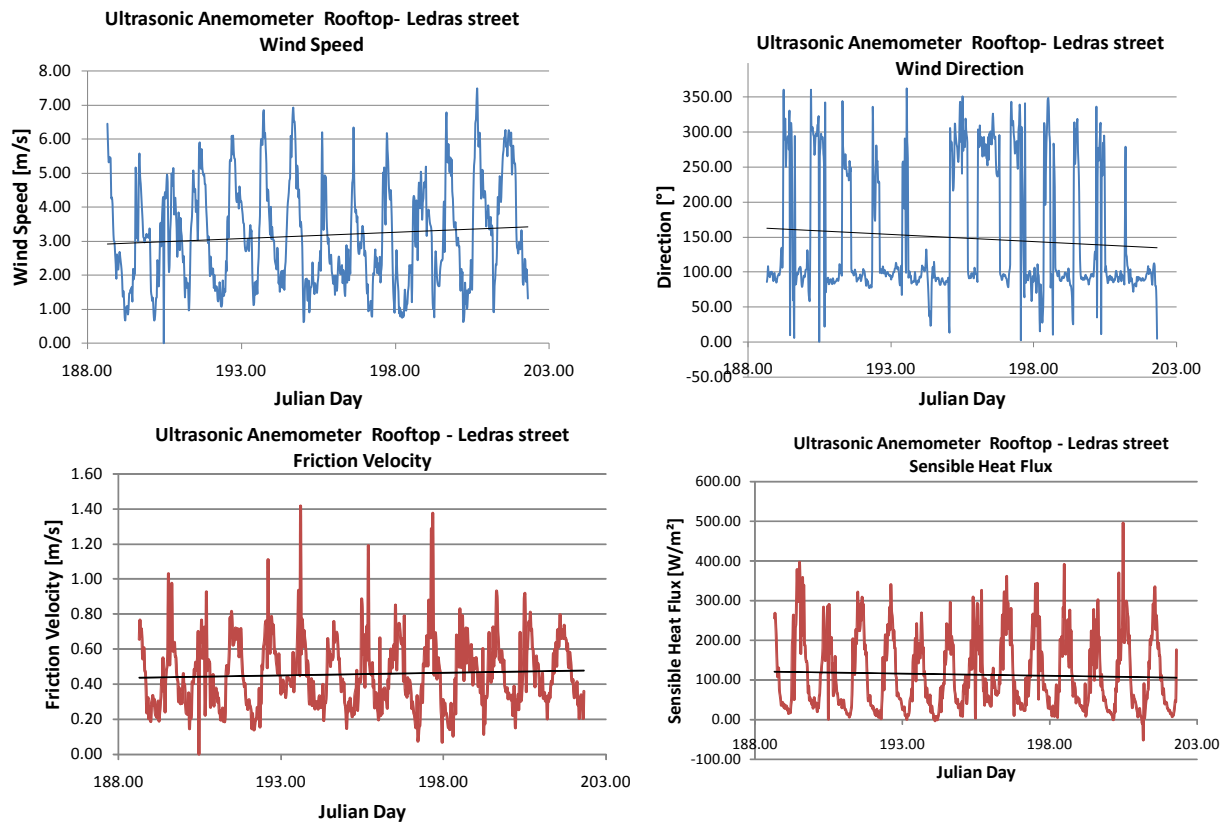 Ultrasonic Anemometer Rooftop- Ledras street
Wind Speed
8.00
7.00
6.00
5.00
4.00
3.00
2.00
1.00
0.00
Wind Speed [m/s]
188.00 193.00 198.00 203.00
Julian Day
Ultrasonic Anemometer Rooftop- Ledras street
Wind Direction
350.00
300.00
250.00
200.00
150.00
100.00
50.00
0.00
-50.00
Direction [°]
188.00 193.00 198.00 203.00
Julian Day
Ultrasonic Anemometer Rooftop - Ledras street
Friction Velocity
1.60
1.40
1.20
1.00
0.80
0.60
0.40
0.20
0.00
Friction Velocity [m/s]
188.00 193.00 198.00 203.00
Julian Day
Ultrasonic Anemometer Rooftop - Ledras street
Sensible Heat Flux
600.00
500.00
400.00
300.00
200.00
100.00
0.00
-100.00
Sensible Heat Flux [W/m²]
188.00 193.00 198.00 203.00
Julian Day